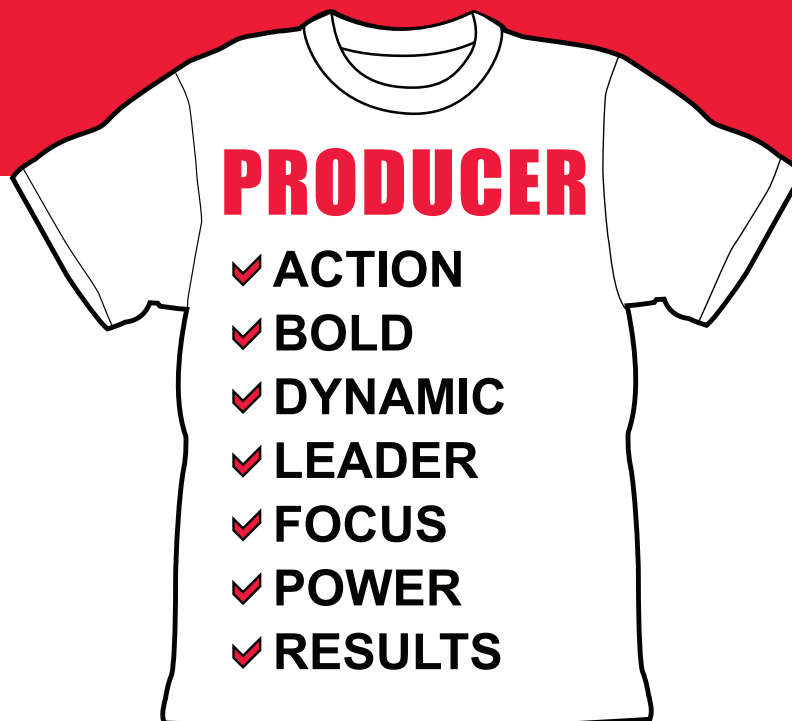 PRODUCER
ACTION
BOLD
DYNAMIC
LEADER
FOCUS
POWER
RESULTS